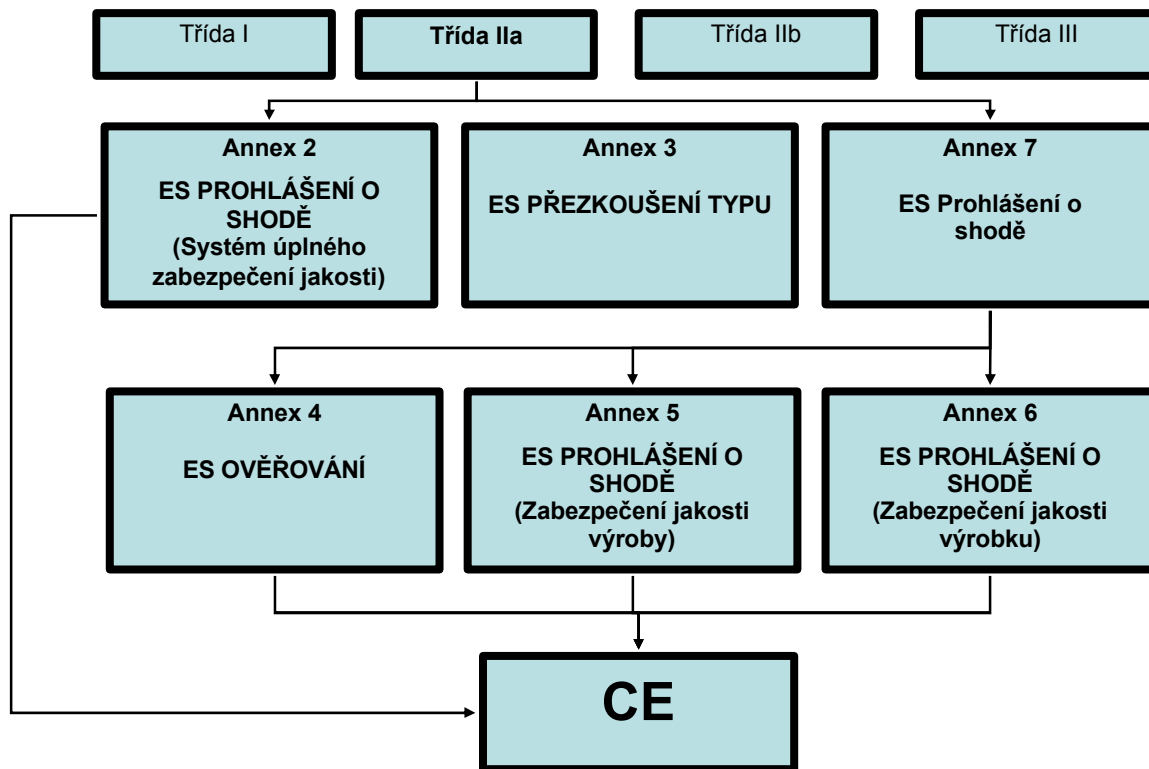 Třída I
Třída IIa
Třída IIb
Třída III
Annex 2
ES PROHLÁŠENÍ O
SHODĚ
(Systém úplného
zabezpečení jakosti)
Annex 3
ES PŘEZKOUŠENÍ TYPU
Annex 7
ES Prohlášení o
shodě
Annex 4
ES OVĚŘOVÁNÍ
Annex 5
ES PROHLÁŠENÍ O
SHODĚ
(Zabezpečení jakosti
výroby)
Annex 6
ES PROHLÁŠENÍ O
SHODĚ
(Zabezpečení jakosti
výrobku)
CE